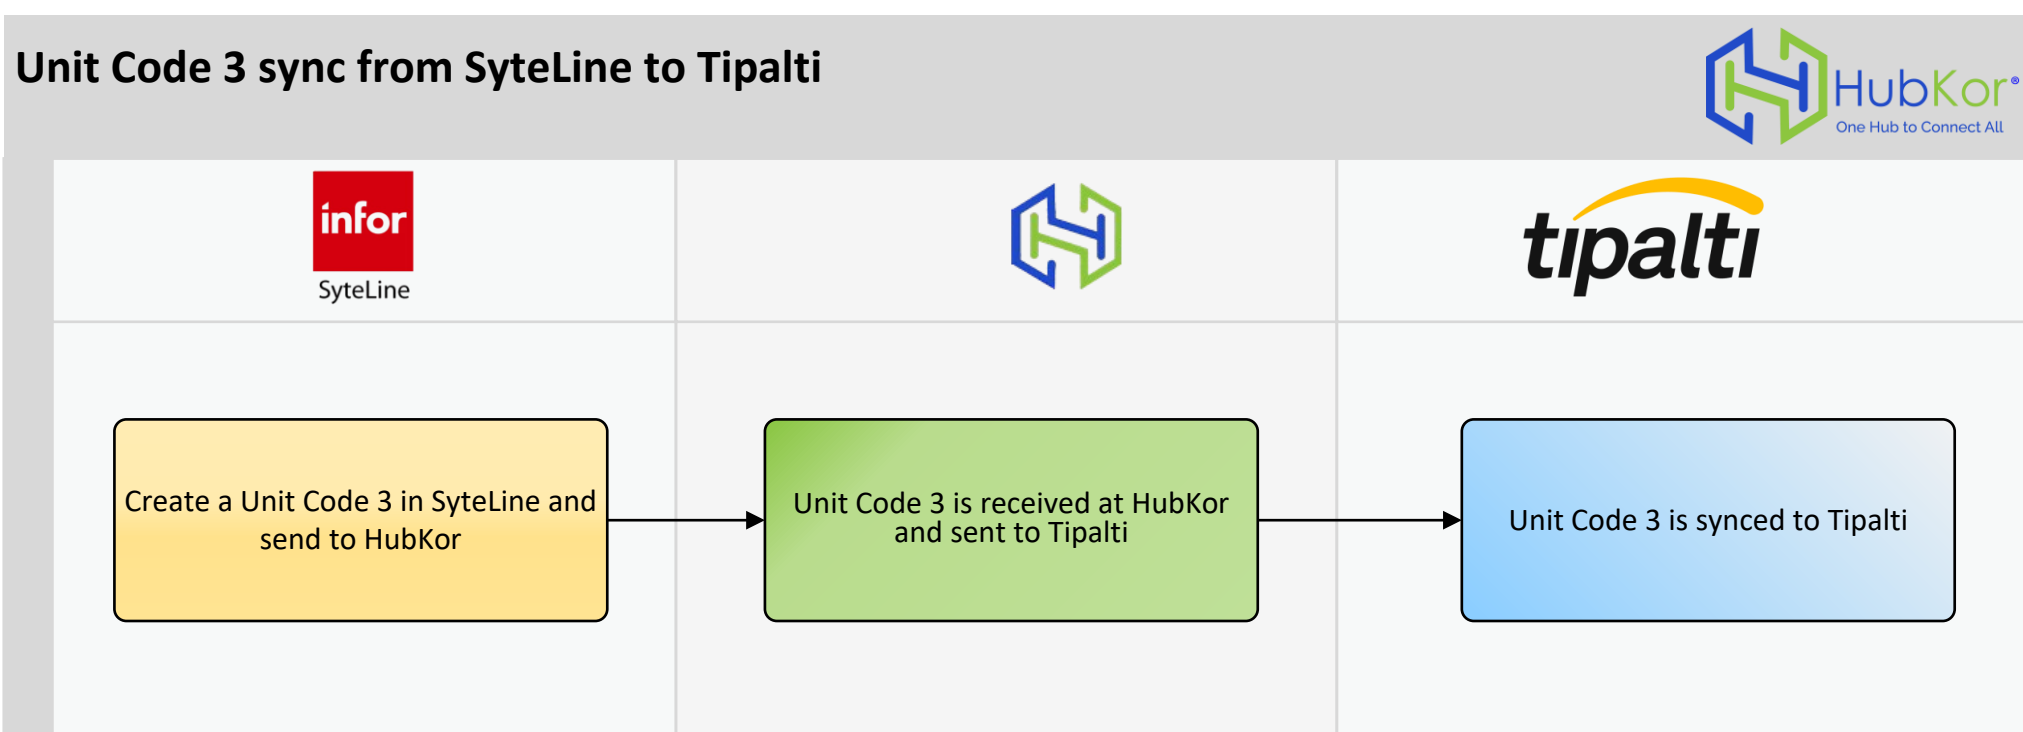 Unit Code 3 sync from SyteLine to Tipalti
HubKor®
One Hub to Connect All
infor
SyteLine
tipalti
Create a Unit Code 3 in SyteLine and
send to HubKor
Unit Code 3 is received at HubKor
and sent to Tipalti
Unit Code 3 is synced to Tipalti